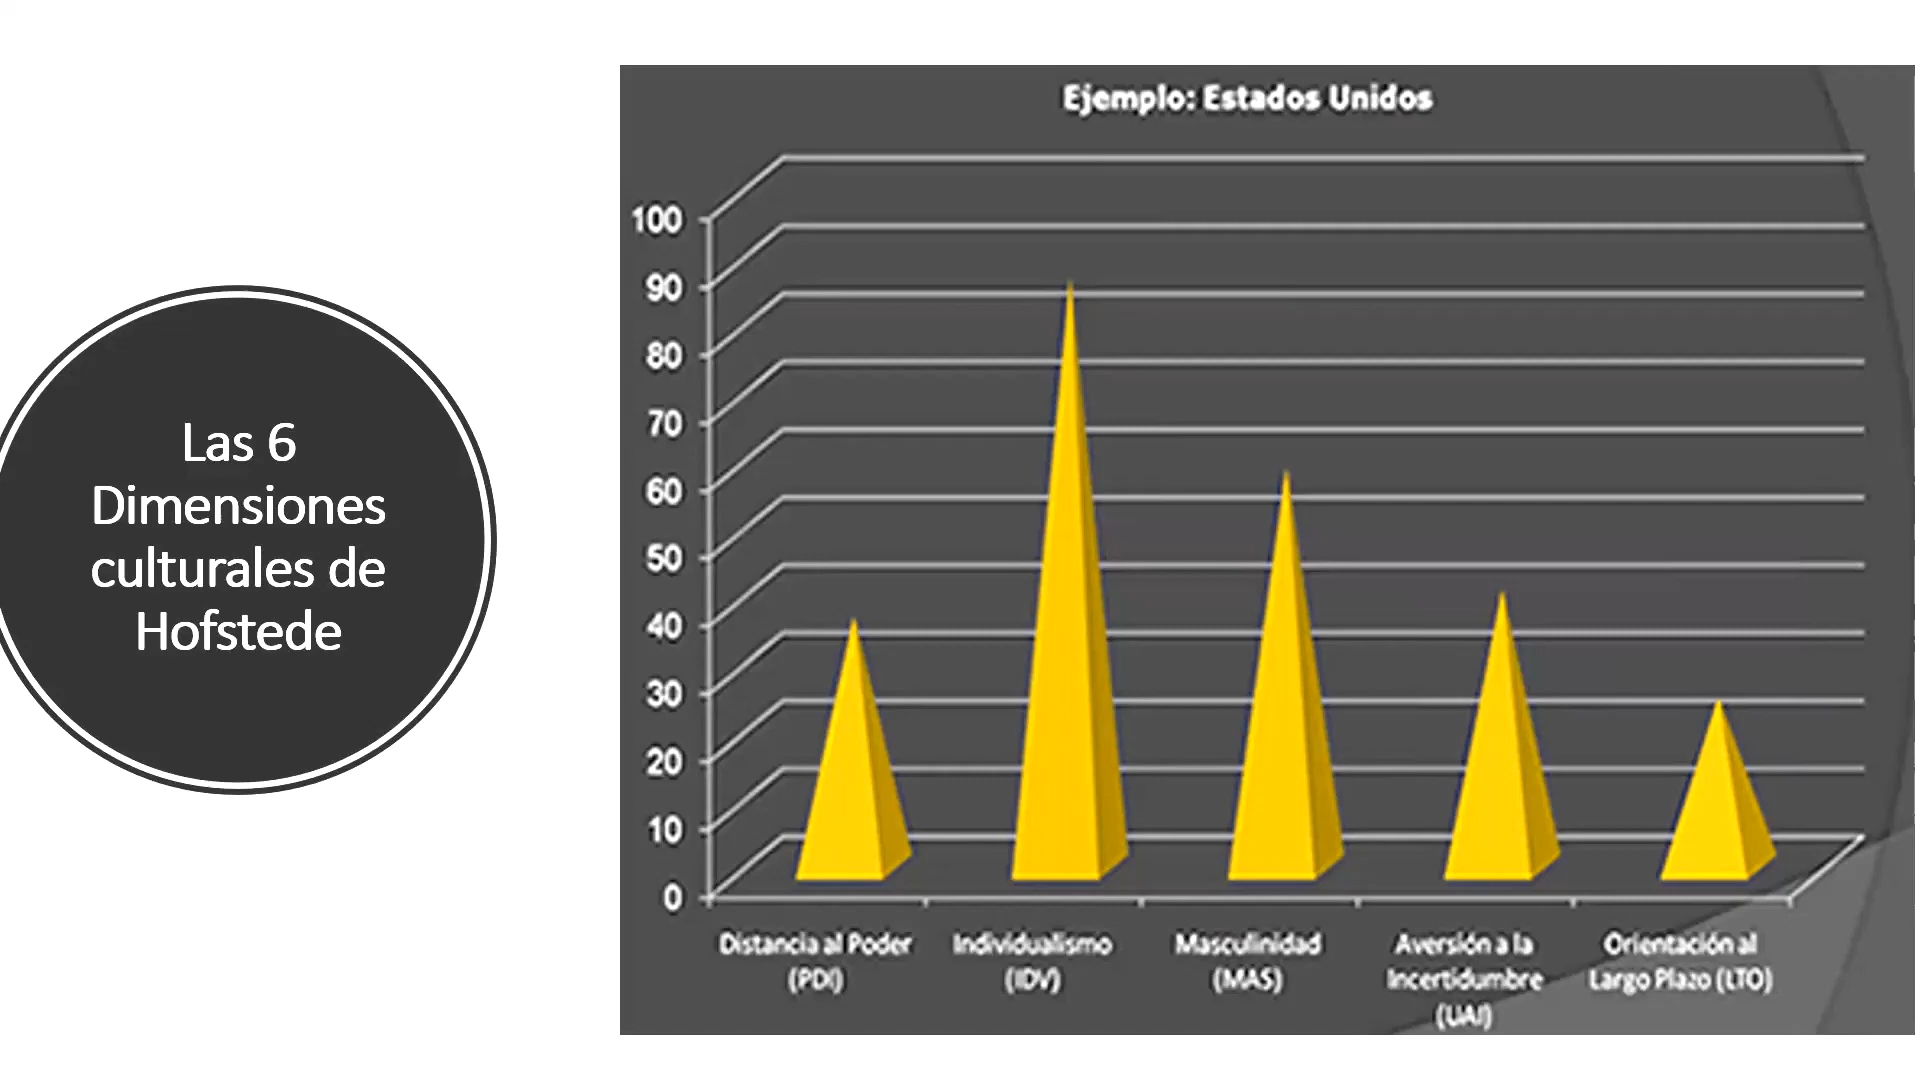 Las 6
Dimensiones
culturales de
Hofstede
Ejemplo: Estados Unidos
100
90
80
70
60
50
40
30
20
10
0
Distancia al Poder
(PDI)
Individualismo
(IDV)
Masculinidad
(MAS)
Aversión a la
Incertidumbre
(UAI)
Orientación al
Largo Plazo (LTO)